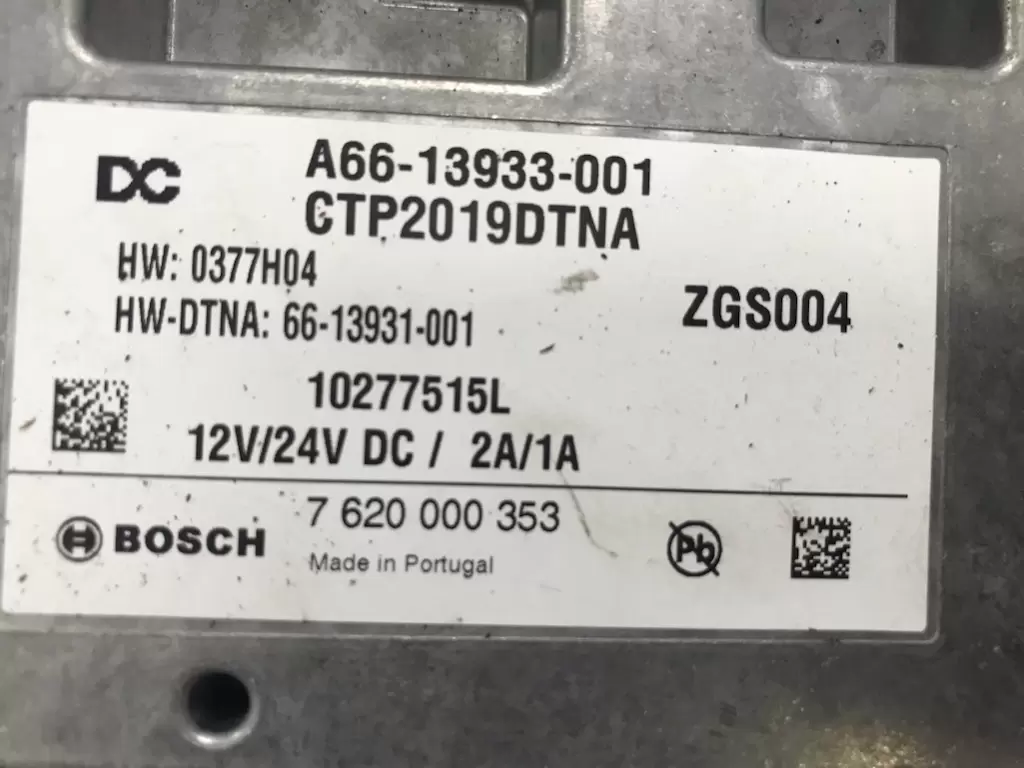 DC
A66-13933-001
CTP2019DTNA
HW: 0377H04
HW-DTNA: 66-13931-001
ZGS004
10277515L
12V/24V DC / 2A/1A
BOSCH
7 620 000 353
Made in Portugal
Pb